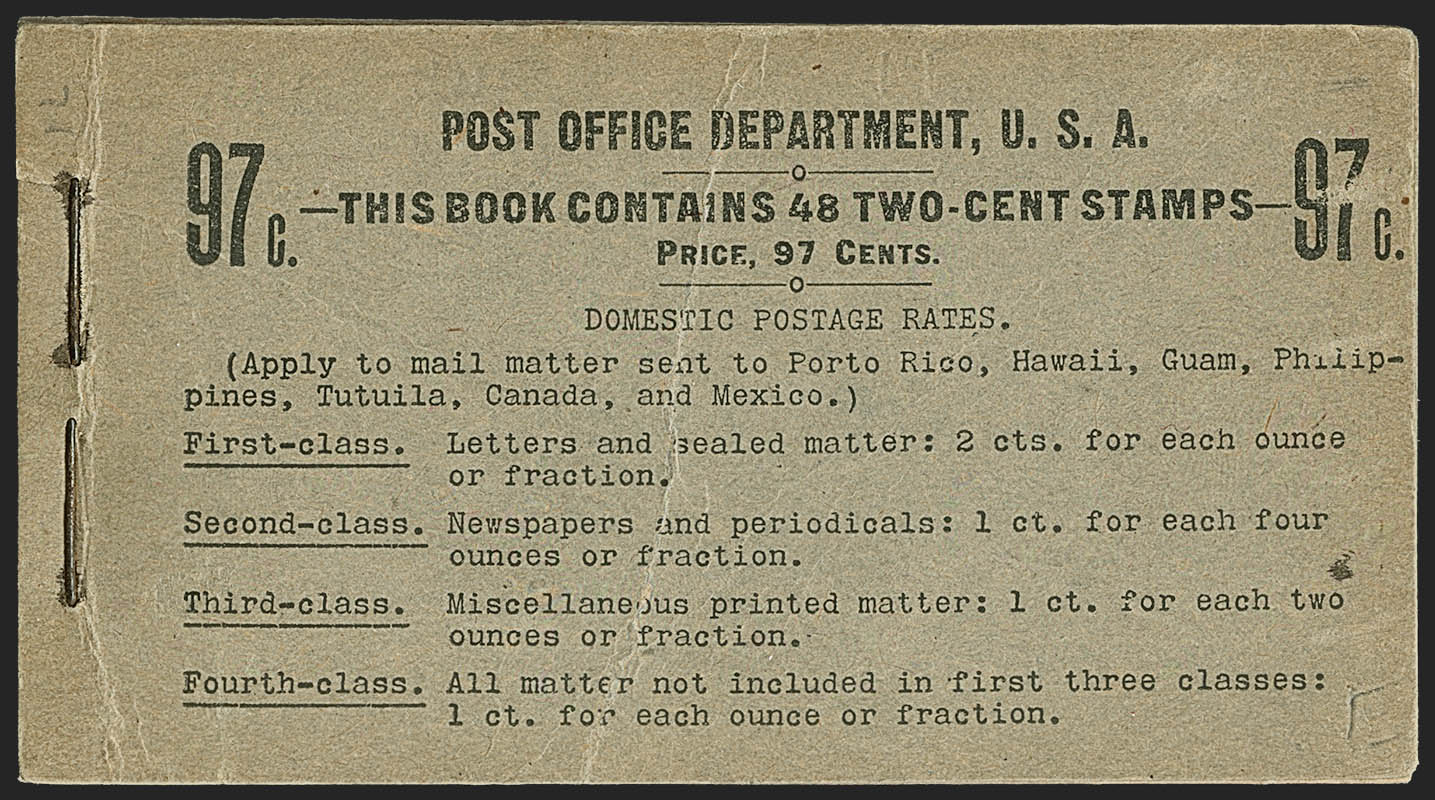 POST OFFICE DEPARTMENT, U. S. A.
97c. —THIS BOOK CONTAINS 48 TWO-CENT STAMPS— 97c.
PRICE, 97 CENTS.
DOMESTIC POSTAGE RATES.
(Apply to mail matter sent to Porto Rico, Hawaii, Guam, Philip-
pines, Tutuila, Canada, and Mexico.)
First-class. Letters and sealed matter: 2 cts. for each ounce
or fraction.
Second-class. Newspapers and periodicals: 1 ct. for each four
ounces or fraction.
Third-class. Miscellaneous printed matter: 1 ct. for each two
ounces or fraction.
Fourth-class. All matter not included in first three classes:
1 ct. for each ounce or fraction.